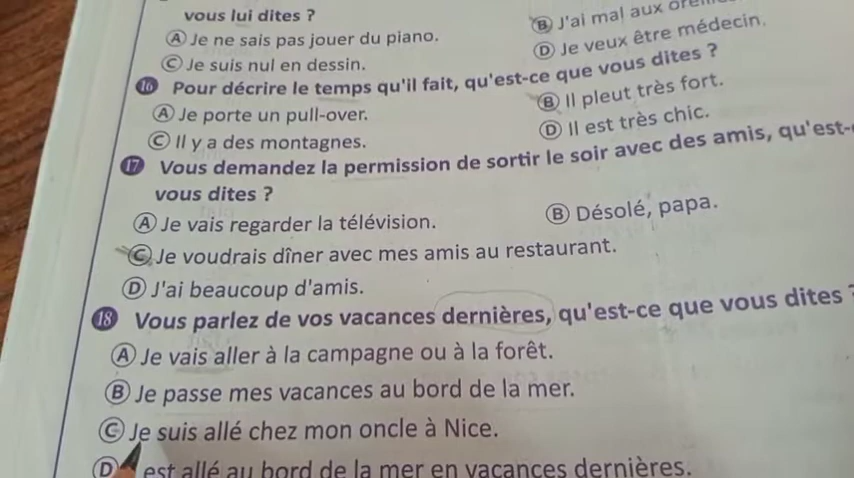 vous lui dites ?
Ⓐ Je ne sais pas jouer du piano.
Ⓑ J'ai mal aux
Ⓒ Je suis nul en dessin.
Ⓓ Je veux être médecin.
16 Pour décrire le temps qu'il fait, qu'est-ce que vous dites ?
Ⓐ Je porte un pull-over.
Ⓑ Il pleut très fort.
Ⓒ Il y a des montagnes.
Ⓓ Il est très chic.
17 Vous demandez la permission de sortir le soir avec des amis, qu'est-
vous dites ?
Ⓐ Je vais regarder la télévision.
Ⓑ Désolé, papa.
Ⓒ Je voudrais dîner avec mes amis au restaurant.
Ⓓ J'ai beaucoup d'amis.
18 Vous parlez de vos vacances dernières, qu'est-ce que vous dites ?
Ⓐ Je vais aller à la campagne ou à la forêt.
Ⓑ Je passe mes vacances au bord de la mer.
Ⓒ Je suis allé chez mon oncle à Nice.
Ⓓ est allé au bord de la mer en vacances dernières.